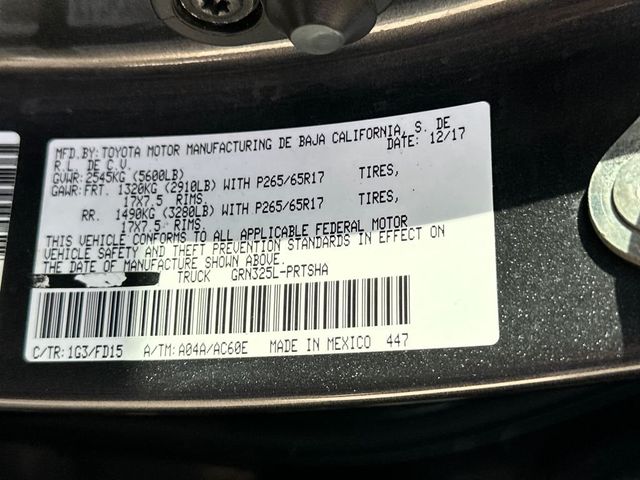 MFD.BY: TOYOTA MOTOR MANUFACTURING DE BAJA CALIFORNIA, S. DE
R.L. DE C.V. DATE: 12/17
GVWR: 2545KG (5600LB)
GAWR: FRT. 1320KG (2910LB) WITH P265/65R17 TIRES,
17X7.5 RIMS,
RR. 1490KG (3280LB) WITH P265/65R17 TIRES,
17X7.5 RIMS,
THIS VEHICLE CONFORMS TO ALL APPLICABLE FEDERAL MOTOR
VEHICLE SAFETY AND THEFT PREVENTION STANDARDS IN EFFECT ON
THE DATE OF MANUFACTURE SHOWN ABOVE.
TRUCK GRN325L-PRTSHA
C/TR: 1G3/FD15 A/TM: A04A/AC60E MADE IN MEXICO 447